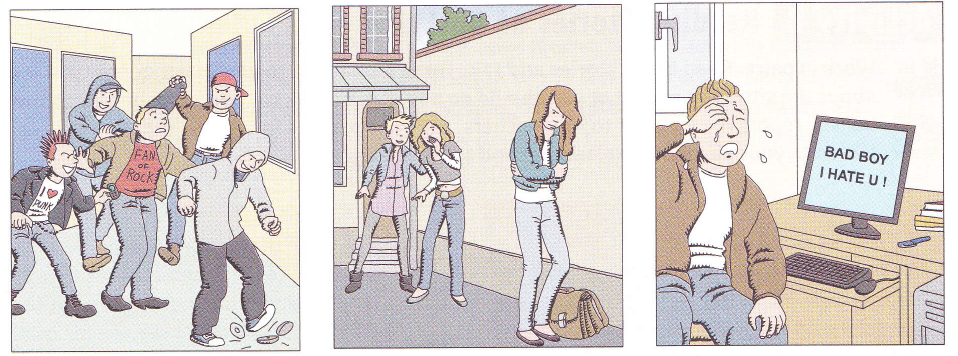 FAN
OF
ROCK
I ❤
PUNK
BAD BOY
I HATE U !